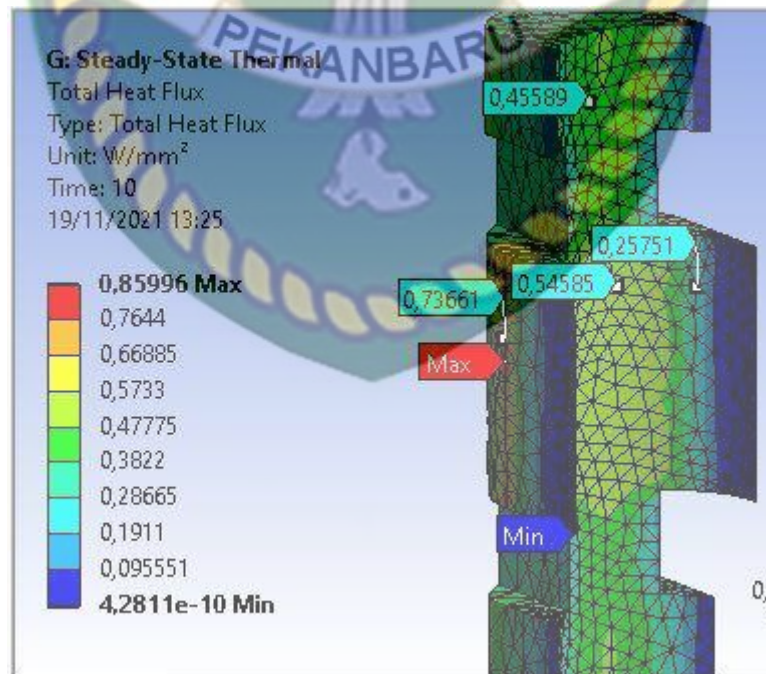 PEKANBARU
G: Steady-State Thermal
Total Heat Flux
Type: Total Heat Flux
Unit: W/mm²
Time: 10
19/11/2021 13:25
0,85996 Max
0,7644
0,66885
0,5733
0,47775
0,3822
0,28665
0,1911
0,095551
4,2811e-10 Min
0,45589
0,25751
0,54585
0,73661
Max
Min
0,